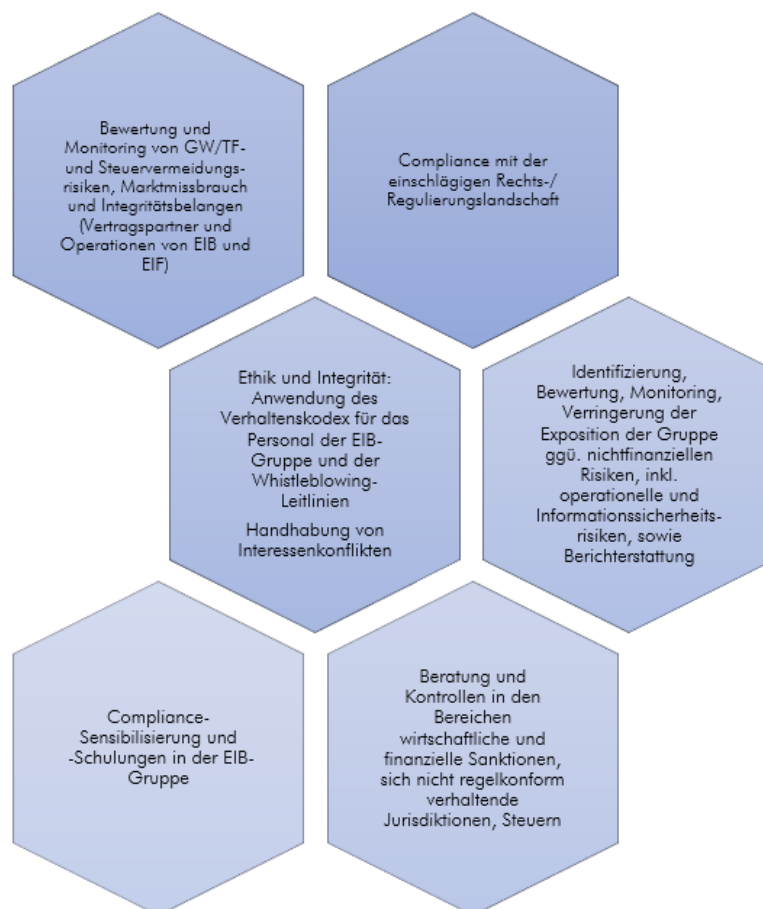 Bewertung und
Monitoring von GW/TF-
und Steuervermeidungs-
risiken, Marktmissbrauch
und Integritätsbelangen
(Vertragspartner und
Operationen von EIB und
EIF)
Compliance mit der
einschlägigen Rechts-/
Regulierungslandschaft
Ethik und Integrität:
Anwendung des
Verhaltenskodex für das
Personal der EIB-
Gruppe und der
Whistleblowing-
Leitlinien
Handhabung von
Interessenkonflikten
Identifizierung,
Bewertung, Monitoring,
Verringerung der
Exposition der Gruppe
ggü. nichtfinanziellen
Risiken, inkl.
operationelle und
Informationssicherheits-
risiken, sowie
Berichterstattung
Compliance-
Sensibilisierung und
-Schulungen in der EIB-
Gruppe
Beratung und
Kontrollen in den
Bereichen
wirtschaftliche und
finanzielle Sanktionen,
sich nicht regelkonform
verhaltende
Jurisdiktionen, Steuern